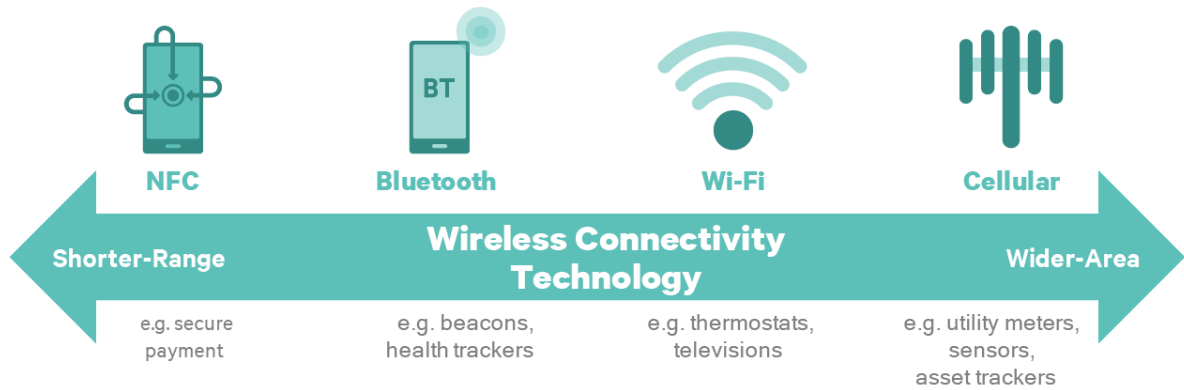 BT
NFC
Bluetooth
Wi-Fi
Cellular
Shorter-Range
Wireless Connectivity
Technology
Wider-Area
e.g. secure
payment
e.g. beacons,
health trackers
e.g. thermostats,
televisions
e.g. utility meters,
sensors,
asset trackers